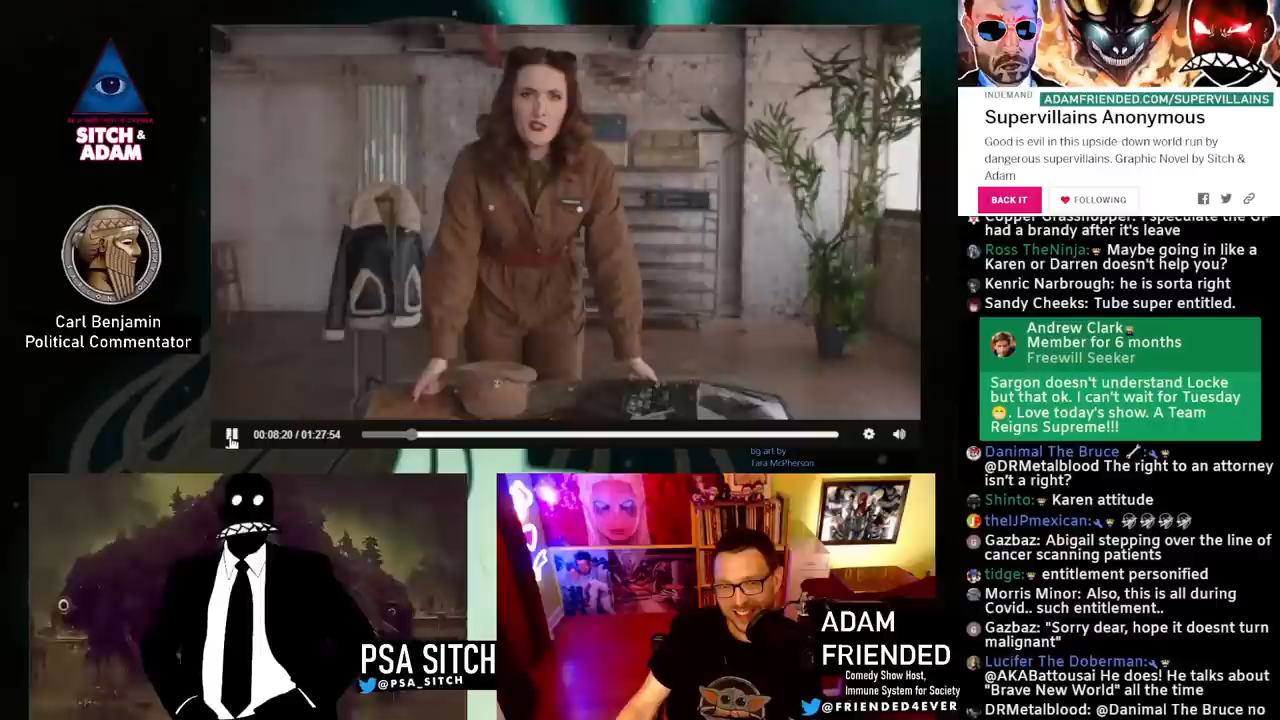 SITCH &
ADAM
Carl Benjamin
Political Commentator
00:08:20 / 01:27:54
bg art by
Tara McPherson
PSA SITCH
@PSA_SITCH
ADAM
FRIENDED
Comedy Show Host,
Immune System for Society
@FRIENDED4EVER
INDEMAND
ADAMFRIENDED.COM/SUPERVILLAINS
Supervillains Anonymous
Good is evil in this upside-down world run by
dangerous supervillains. Graphic Novel by Sitch &
Adam
BACK IT
FOLLOWING
Copper Grasshopper: I speculate the GP
had a brandy after it's leave
Ross TheNinja: Maybe going in like a
Karen or Darren doesn't help you?
Kenric Narbrough: he is sorta right
Sandy Cheeks: Tube super entitled.
Andrew Clark
Member for 6 months
Freewill Seeker
Sargon doesn't understand Locke
but that ok. I can't wait for Tuesday
😁. Love today's show. A Team
Reigns Supreme!!!
Danimal The Bruce 🔧:
@DRMetalblood The right to an attorney
isn't a right?
Shinto: Karen attitude
theIJPmexican:
Gazbaz: Abigail stepping over the line of
cancer scanning patients
tidge: entitlement personified
Morris Minor: Also, this is all during
Covid.. such entitlement..
Gazbaz: "Sorry dear, hope it doesnt turn
malignant"
Lucifer The Doberman:
@AKABattousai He does! He talks about
"Brave New World" all the time
DRMetalblood: @Danimal The Bruce no